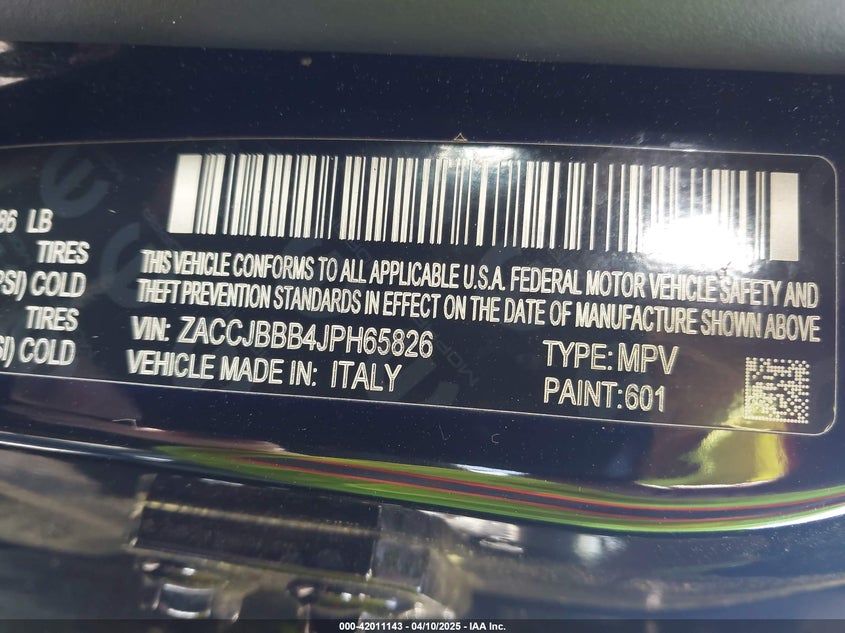 86 LB
TIRES
PSI) COLD
TIRES
SI) COLD
THIS VEHICLE CONFORMS TO ALL APPLICABLE U.S.A. FEDERAL MOTOR VEHICLE SAFETY AND
THEFT PREVENTION STANDARDS IN EFFECT ON THE DATE OF MANUFACTURE SHOWN ABOVE
VIN: ZACCJBBB4JPH65826
VEHICLE MADE IN: ITALY
TYPE: MPV
PAINT:601
000-42011143 - 04/10/2025 - IAA Inc.